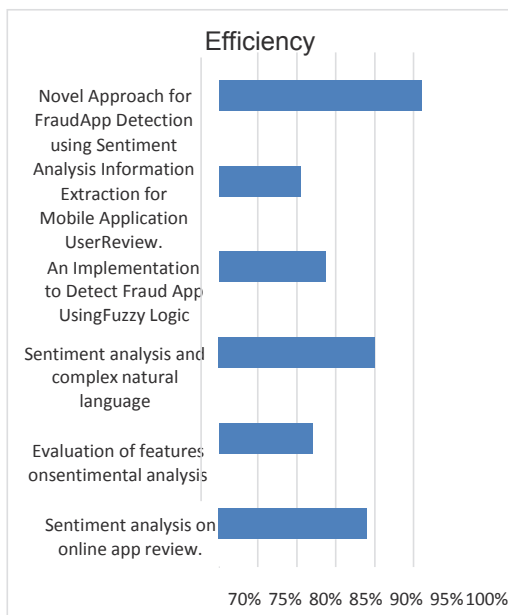 Efficiency
Novel Approach for
FraudApp Detection
using Sentiment
Analysis Information
Extraction for
Mobile Application
UserReview.
An Implementation
to Detect Fraud App
UsingFuzzy Logic
Sentiment analysis and
complex natural
language
Evaluation of features
onsentimental analysis
Sentiment analysis on
online app review.
70% 75% 80% 85% 90% 95% 100%